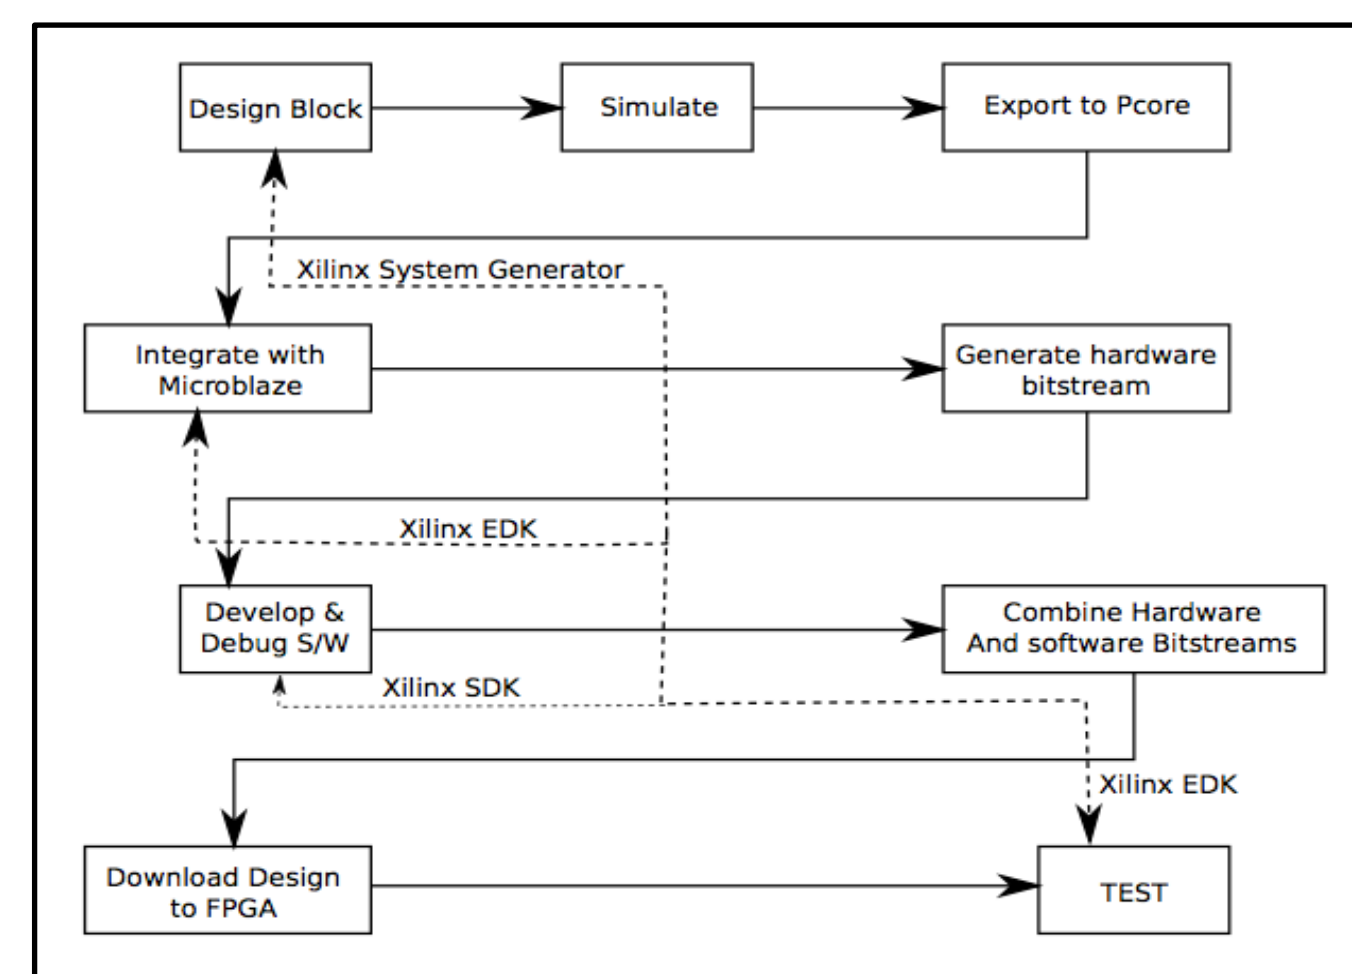 Design Block
Simulate
Export to Pcore
Xilinx System Generator
Integrate with
Microblaze
Generate hardware
bitstream
Xilinx EDK
Develop &
Debug S/W
Combine Hardware
And software Bitstreams
Xilinx SDK
Xilinx EDK
Download Design
to FPGA
TEST